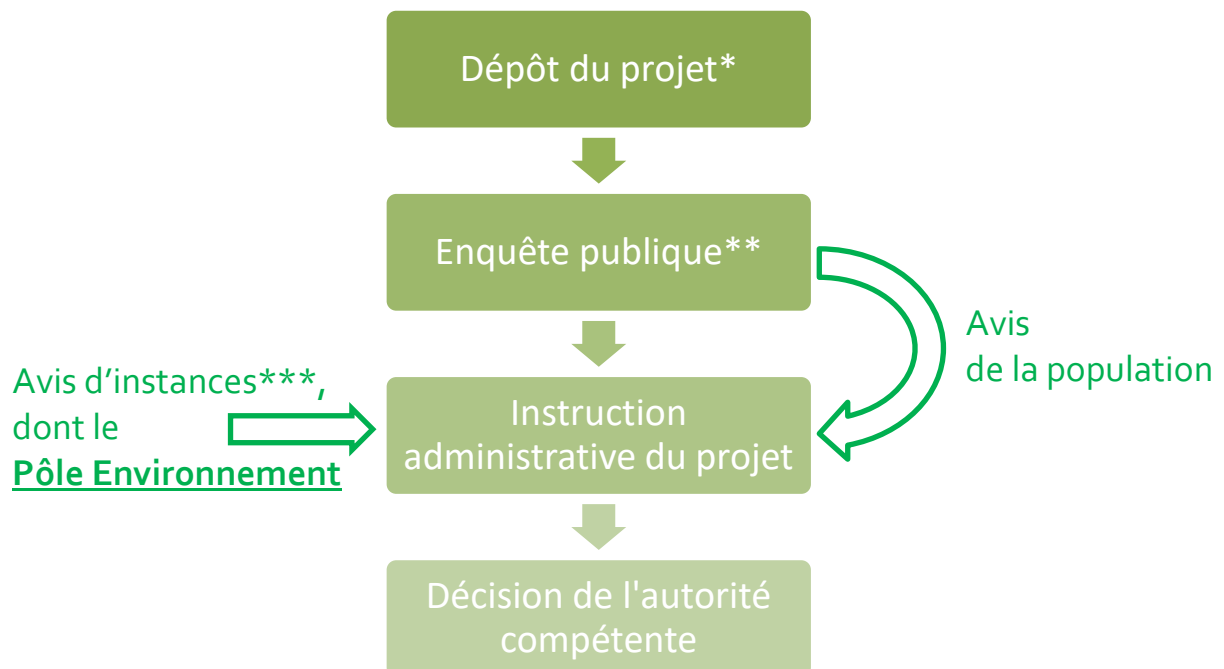 Dépôt du projet*
Enquête publique**
Avis
de la population
Avis d'instances***,
dont le
Pôle Environnement
Instruction
administrative du projet
Décision de l'autorité
compétente